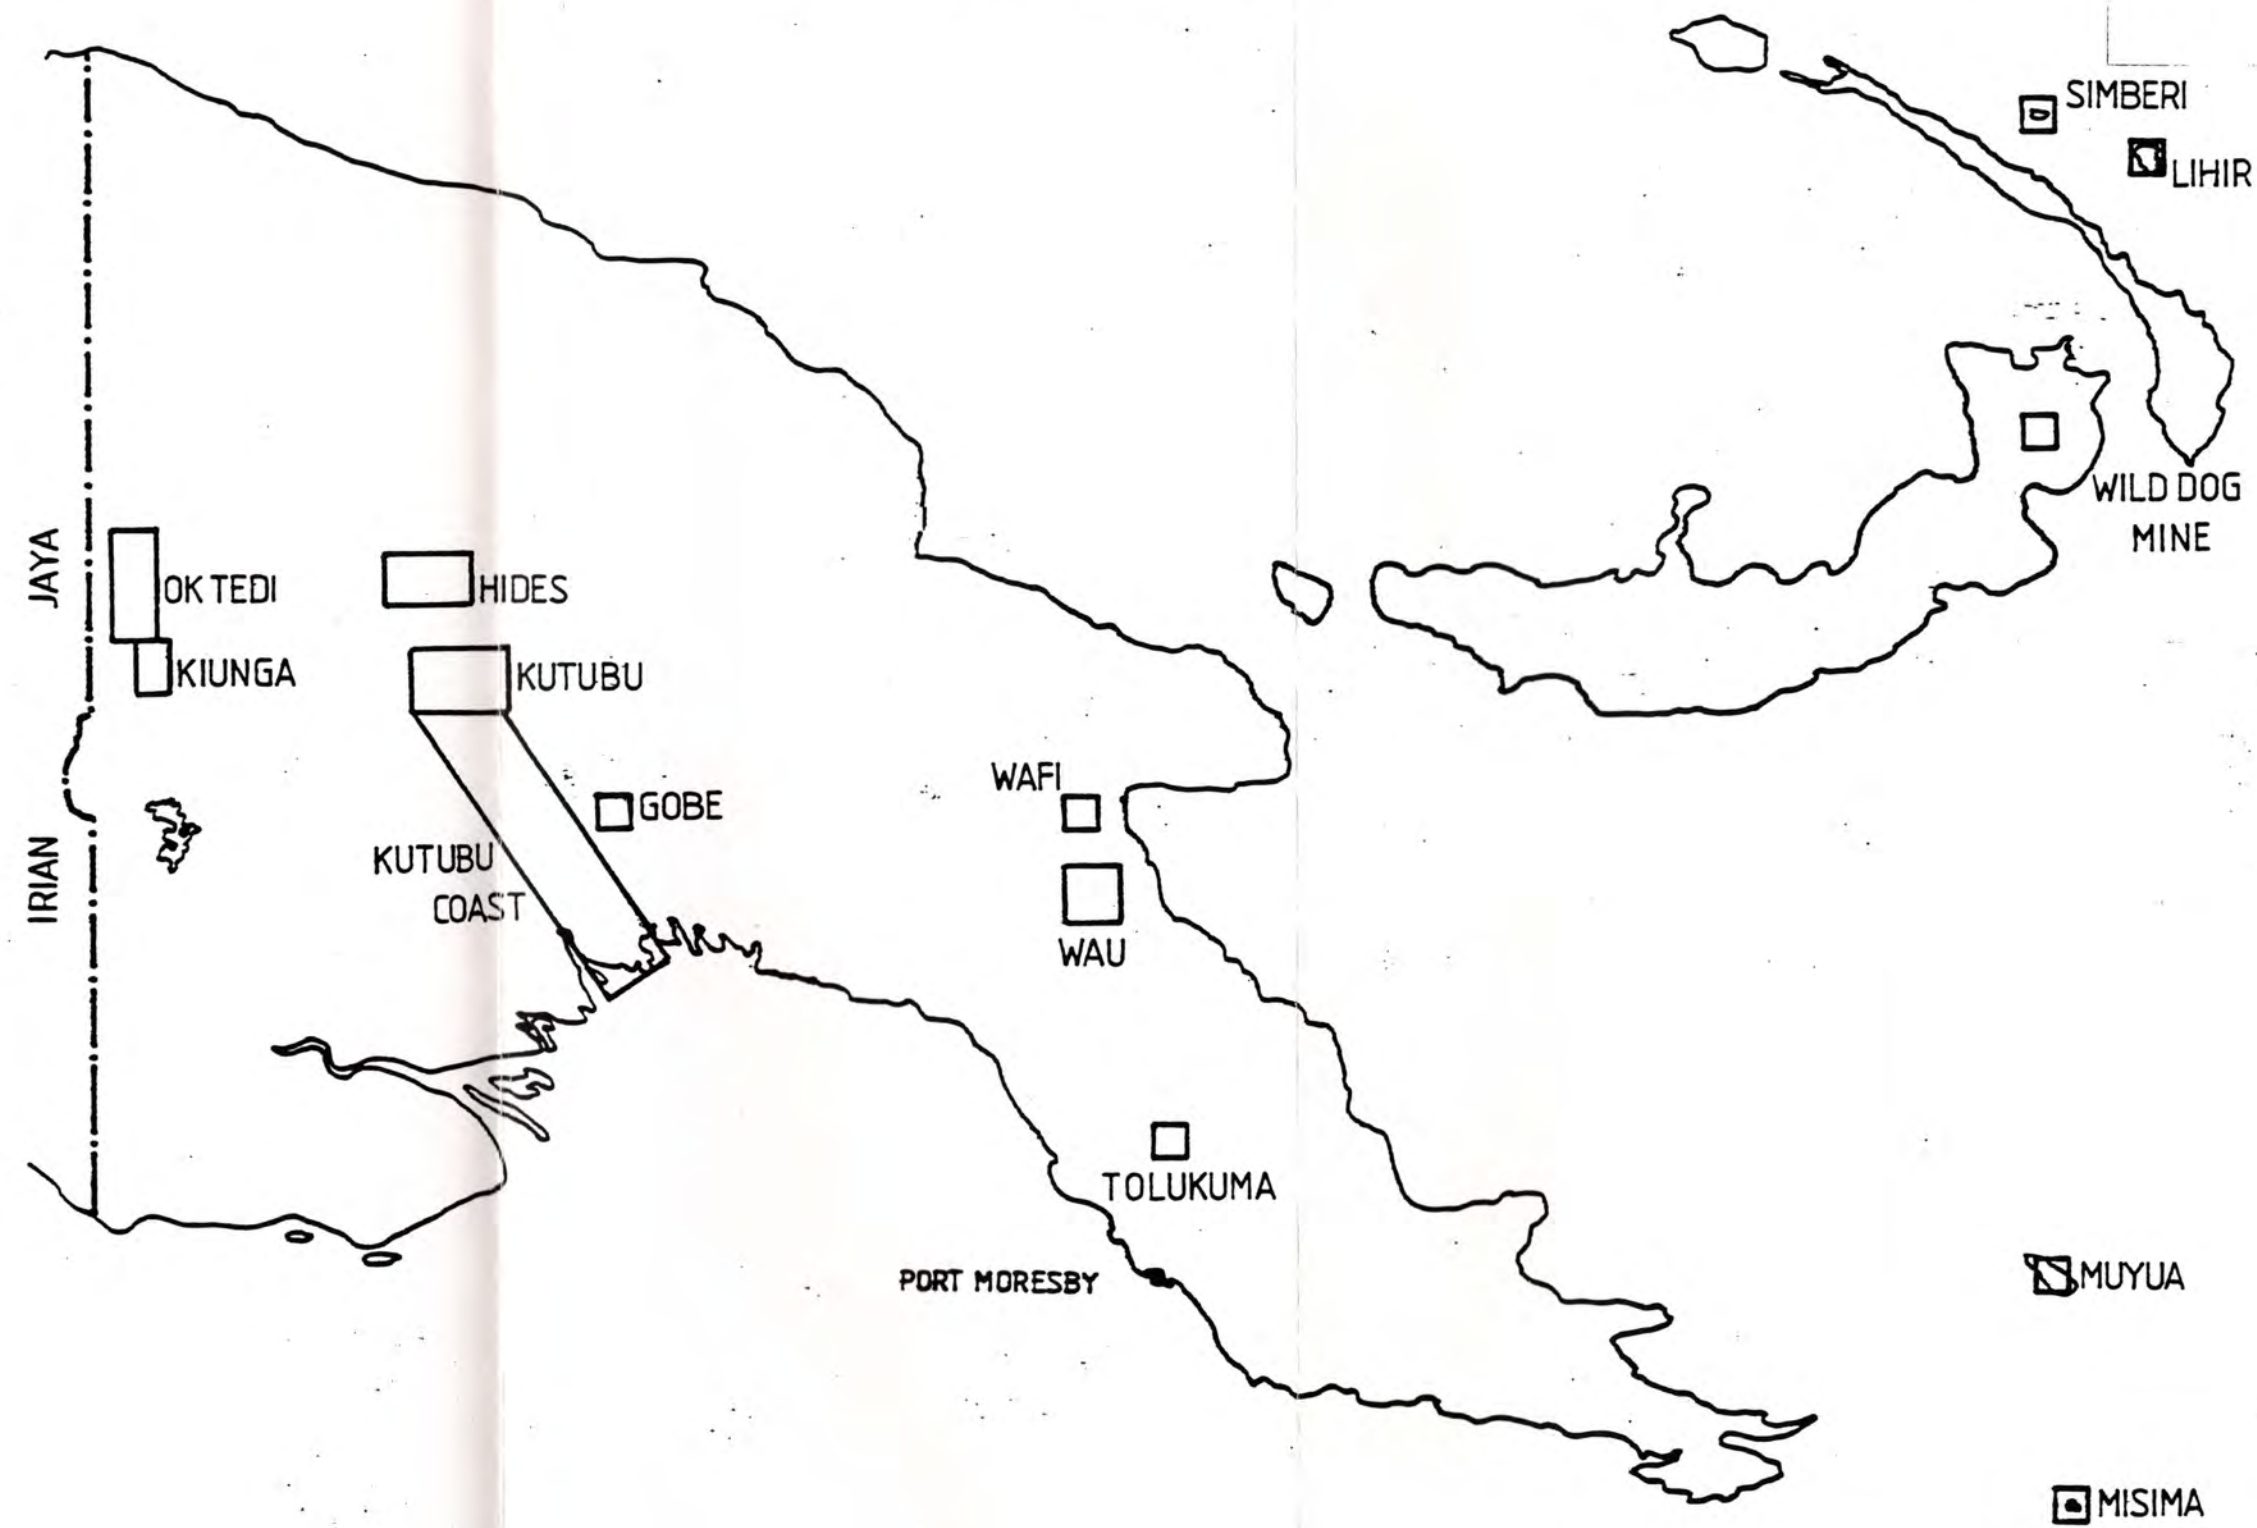 SIMBERI
LIHIR
WILD DOG
MINE
JAYA
OK TEDI
HIDES
KIUNGA
KUTUBU
WAFI
GOBE
KUTUBU
COAST
IRIAN
WAU
TOLUKUMA
PORT MORESBY
MUYUA
MISIMA